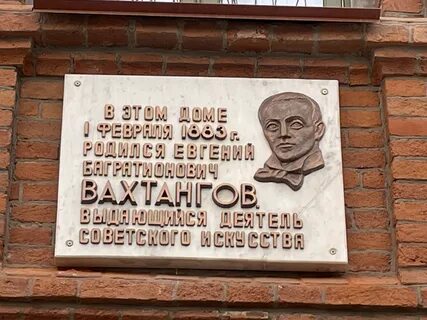 В ЭТОМ ДОМЕ
1 ФЕВРАЛЯ 1883 г.
РОДИЛСЯ ЕВГЕНИЙ
БАГРАТИОНОВИЧ
ВАХТАНГОВ,
ВЫДАЮЩИЙСЯ ДЕЯТЕЛЬ
СОВЕТСКОГО ИСКУССТВА